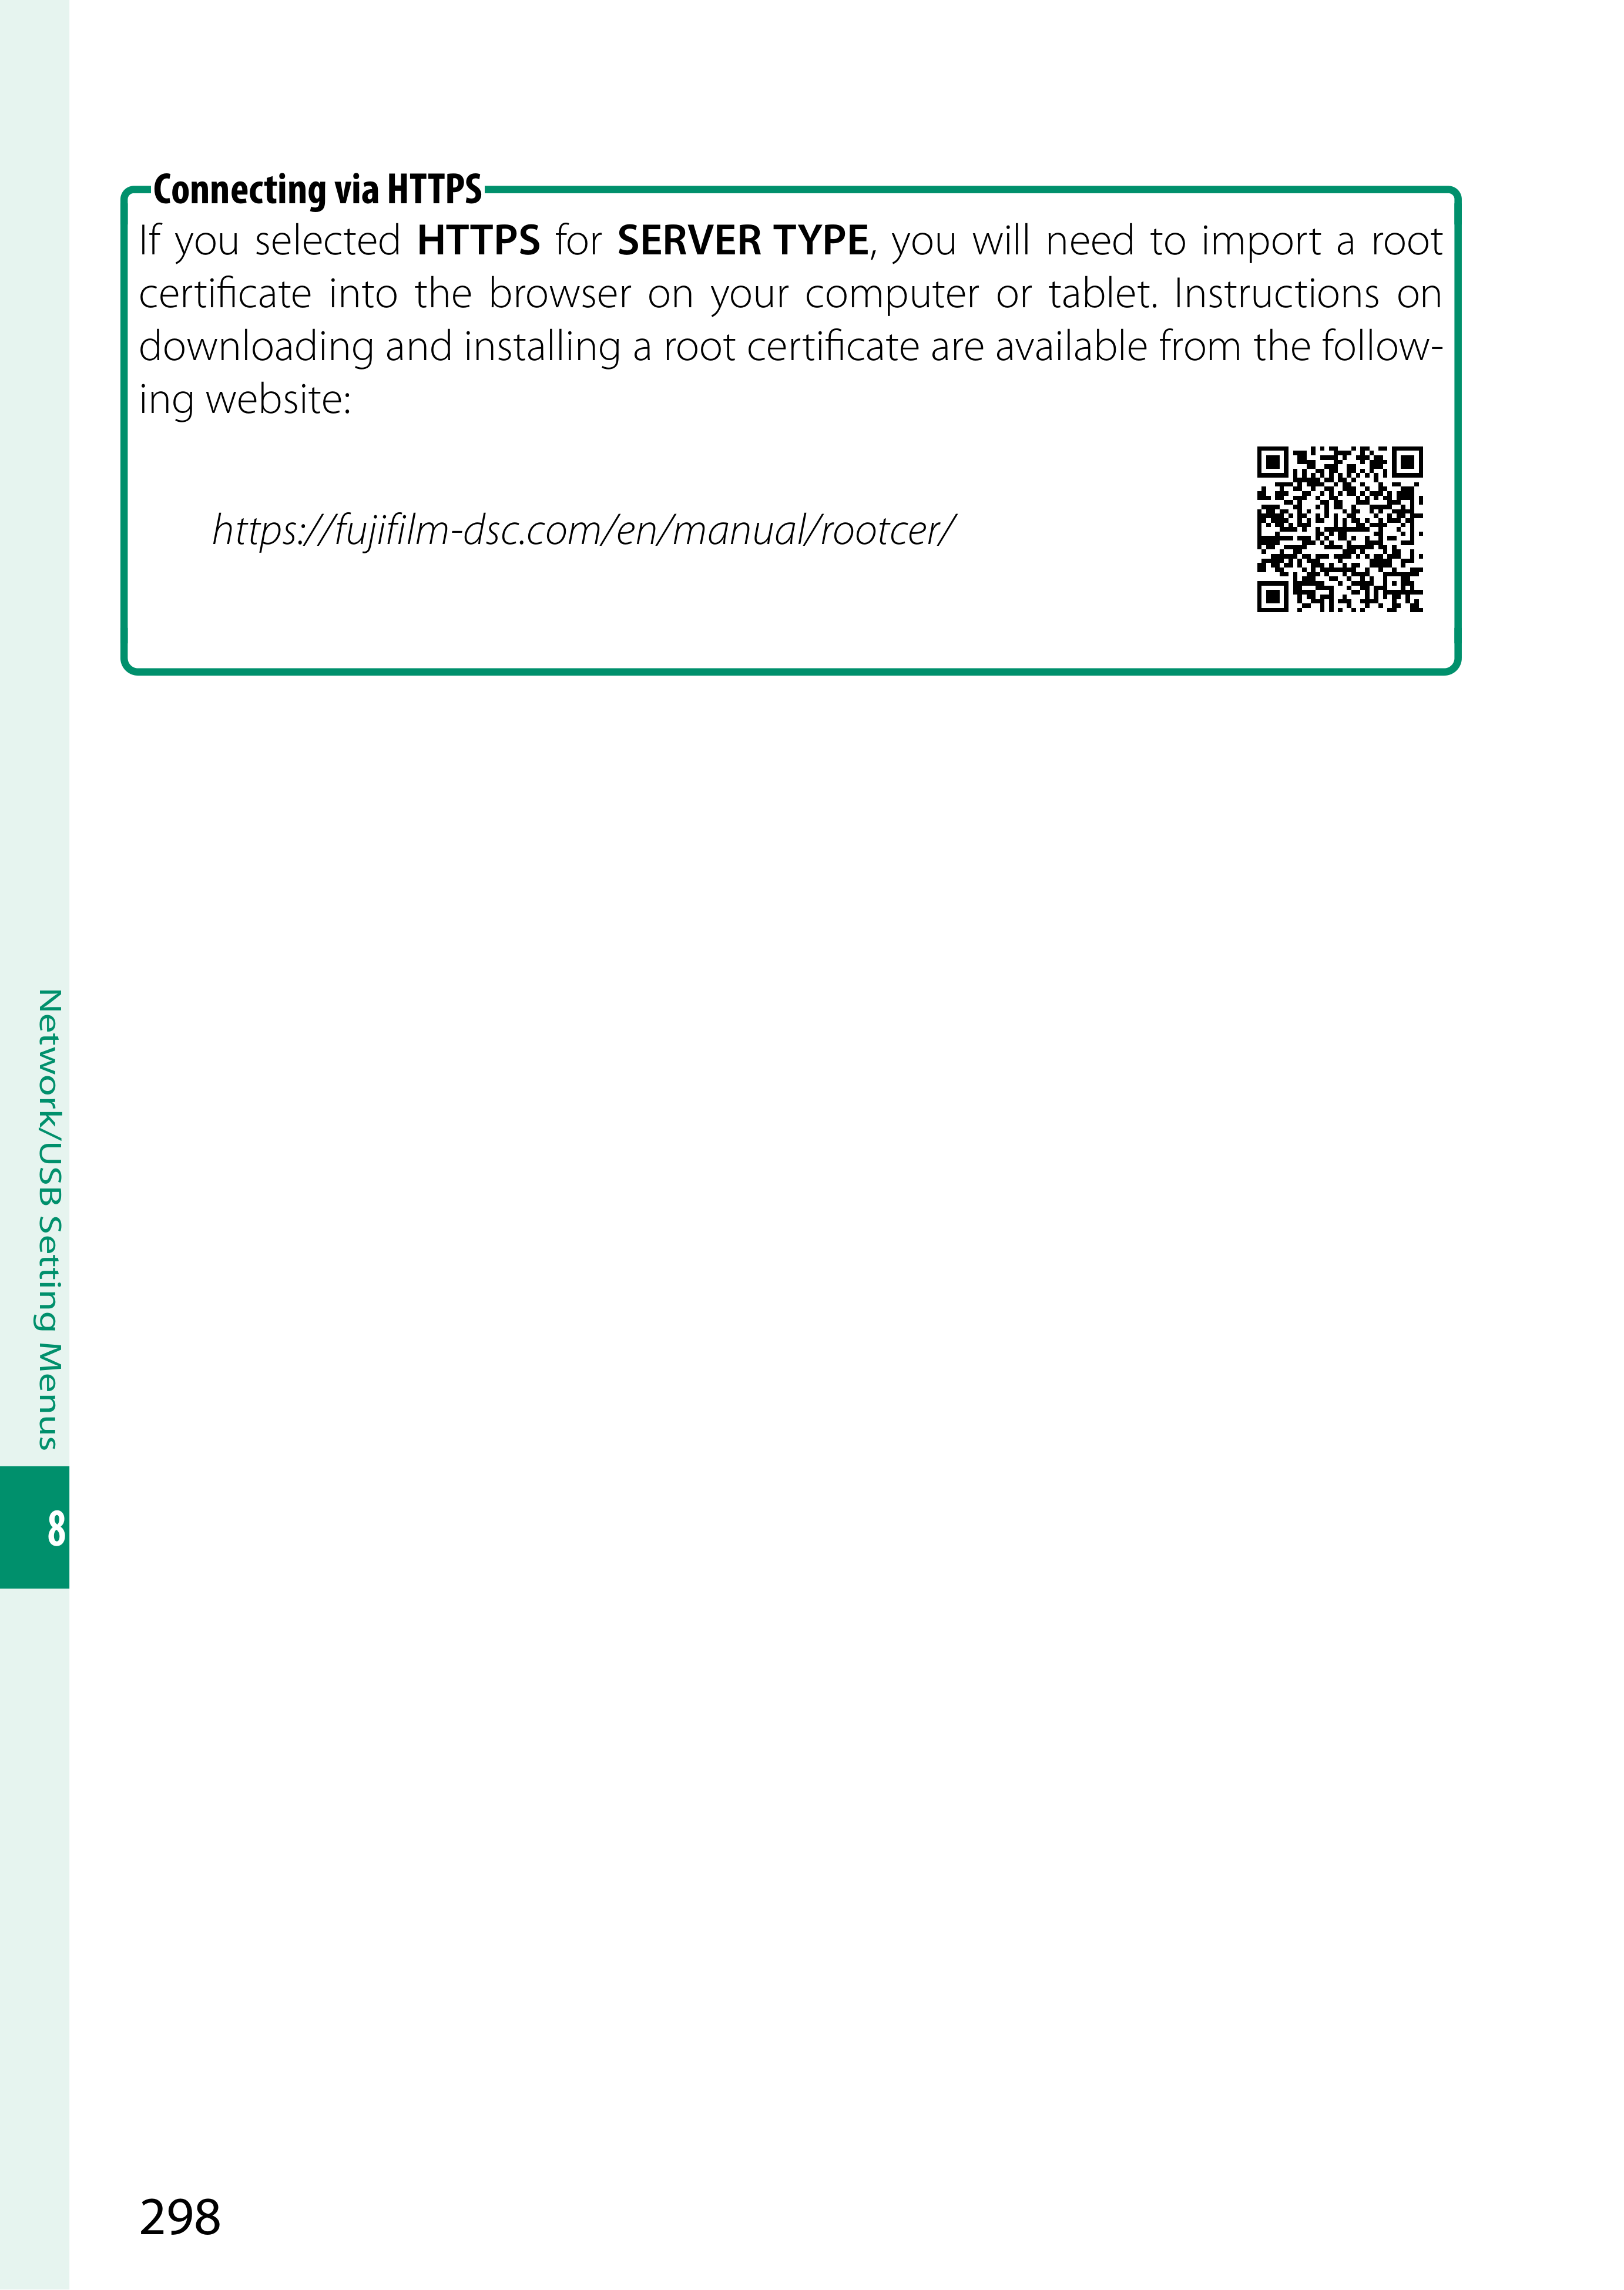 Connecting via HTTPS
If you selected HTTPS for SERVER TYPE, you will need to import a root
certificate into the browser on your computer or tablet. Instructions on
downloading and installing a root certificate are available from the follow-
ing website:
https://fujifilm-dsc.com/en/manual/rootcer/
Network/USB Setting Menus
8
298